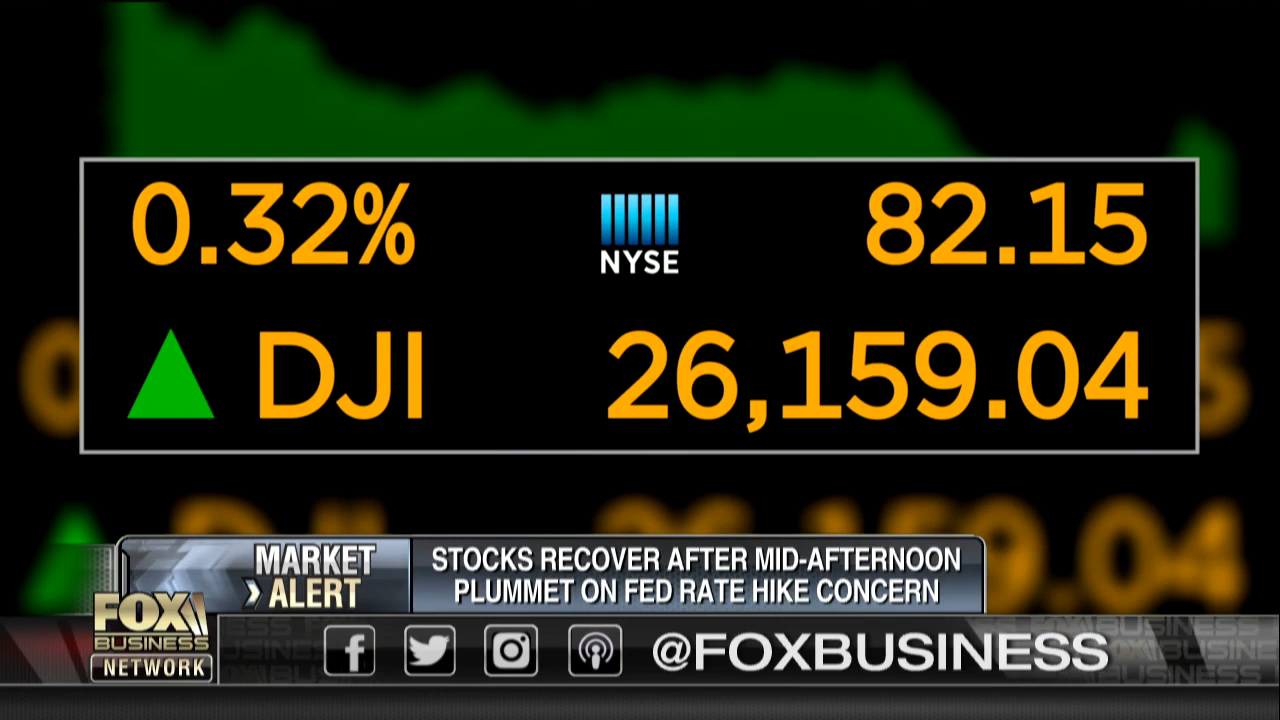 0.32%
NYSE
82.15
▲ DJI
26,159.04
MARKET
ALERT
STOCKS RECOVER AFTER MID-AFTERNOON
PLUMMET ON FED RATE HIKE CONCERN
FOX
BUSINESS
NETWORK
@FOXBUSINESS